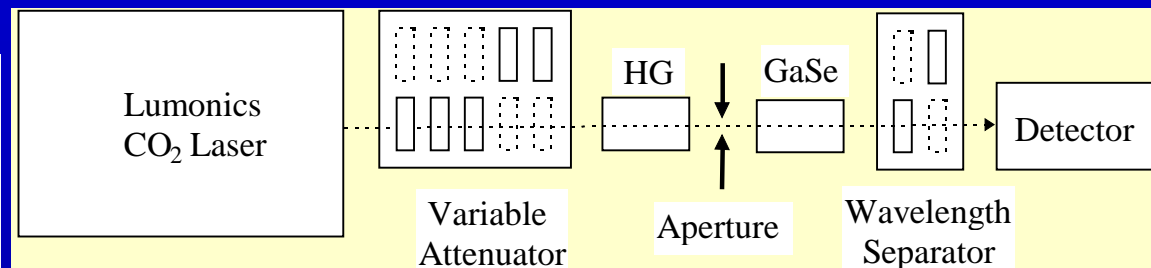 Lumonics
CO₂ Laser
Variable
Attenuator
HG
Aperture
GaSe
Wavelength
Separator
Detector